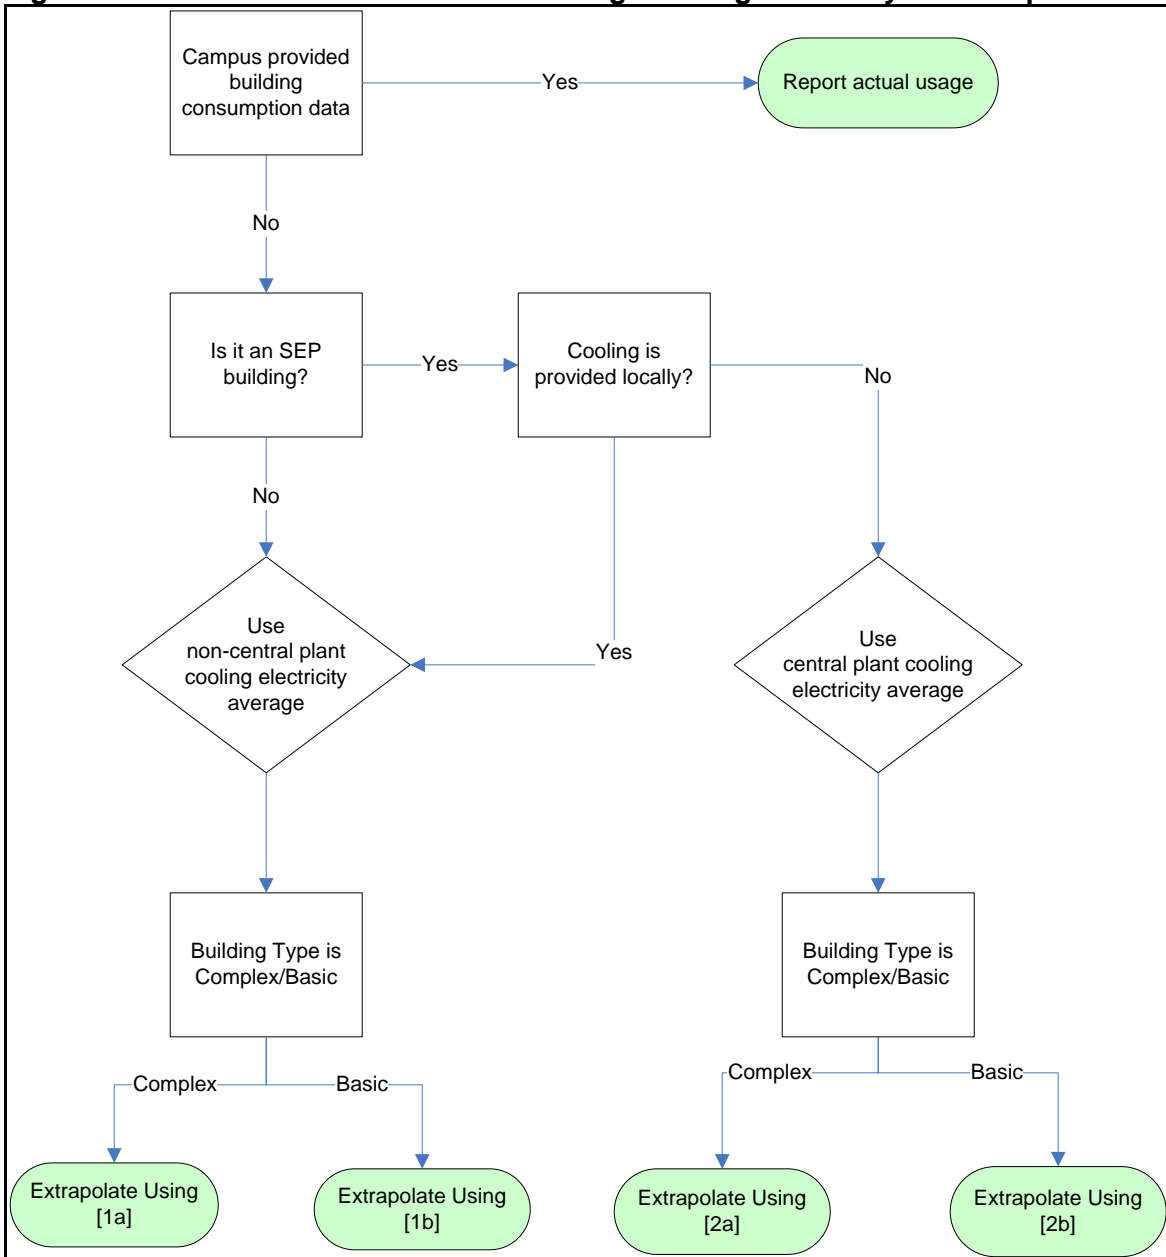 Campus provided
building
consumption data
Yes
Report actual usage
No
Is it an SEP
building?
Yes
Cooling is
provided locally?
No
No
Use
non-central plant
cooling electricity
average
Yes
Use
central plant cooling
electricity average
Building Type is
Complex/Basic
Building Type is
Complex/Basic
Complex
Basic
Complex
Basic
Extrapolate Using
[1a]
Extrapolate Using
[1b]
Extrapolate Using
[2a]
Extrapolate Using
[2b]